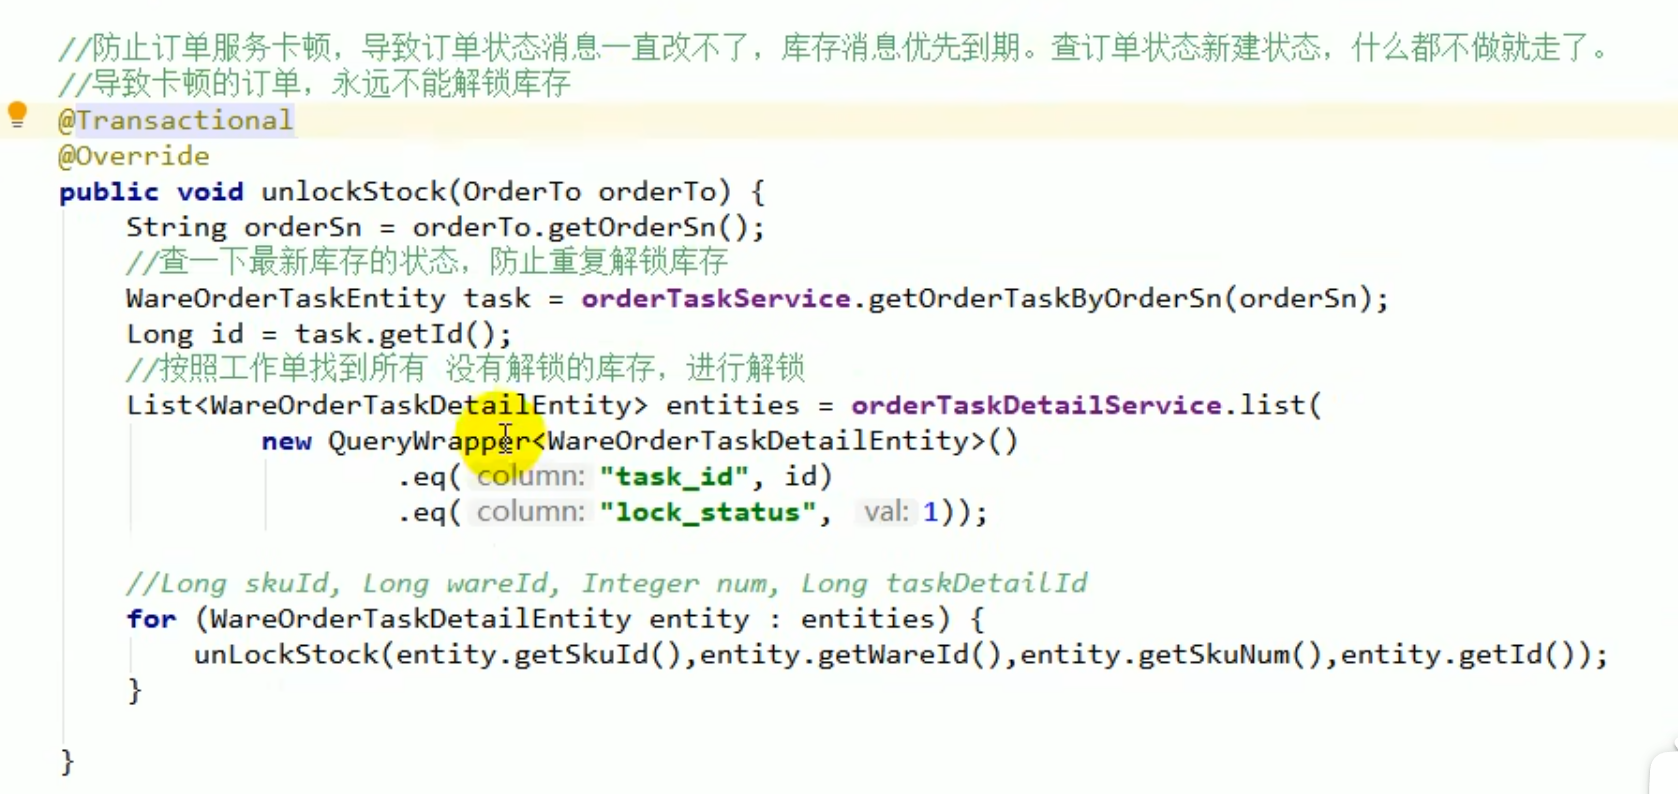 //防止订单服务卡顿，导致订单状态消息一直改不了，库存消息优先到期。查订单状态新建状态，什么都不做就走了。
//导致卡顿的订单，永远不能解锁库存
@Transactional
@Override
public void unlockStock(OrderTo orderTo) {
String orderSn = orderTo.getOrderSn();
//查一下最新库存的状态，防止重复解锁库存
WareOrderTaskEntity task = orderTaskService.getOrderTaskByOrderSn(orderSn);
Long id = task.getId();
//按照工作单找到所有 没有解锁的库存，进行解锁
List<WareOrderTaskDetailEntity> entities = orderTaskDetailService.list(
new QueryWrapper<WareOrderTaskDetailEntity>()
.eq( column: "task_id", id)
.eq( column: "lock_status", val: 1));
//Long skuId, Long wareId, Integer num, Long taskDetailId
for (WareOrderTaskDetailEntity entity : entities) {
unLockStock(entity.getSkuId(),entity.getWareId(),entity.getSkuNum(),entity.getId());
}
}